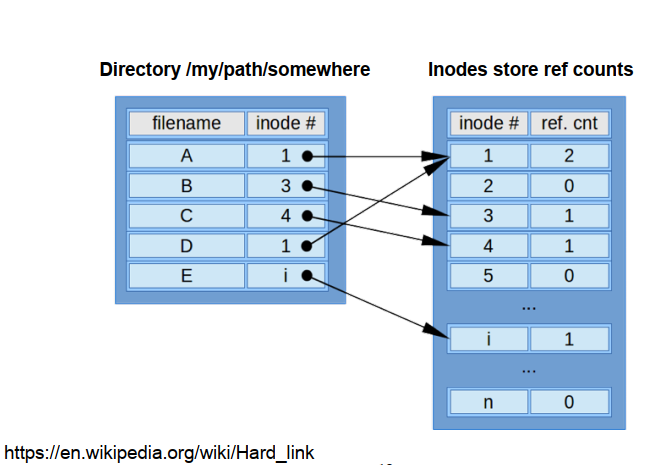 Directory /my/path/somewhere
filename inode #
A 1
B 3
C 4
D 1
E i
Inodes store ref counts
inode # ref. cnt
1 2
2 0
3 1
4 1
5 0
...
i 1
...
n 0
https://en.wikipedia.org/wiki/Hard_link